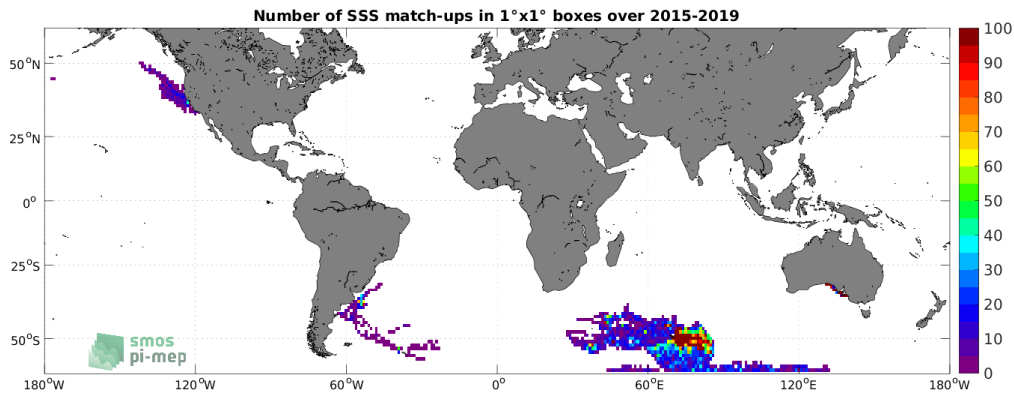 Number of SSS match-ups in 1°x1° boxes over 2015-2019
50°N
25°N
0°
25°S
50°S
180°W
120°W
60°W
0°
60°E
120°E
180°W
100
90
80
70
60
50
40
30
20
10
0
smos
pi-mep